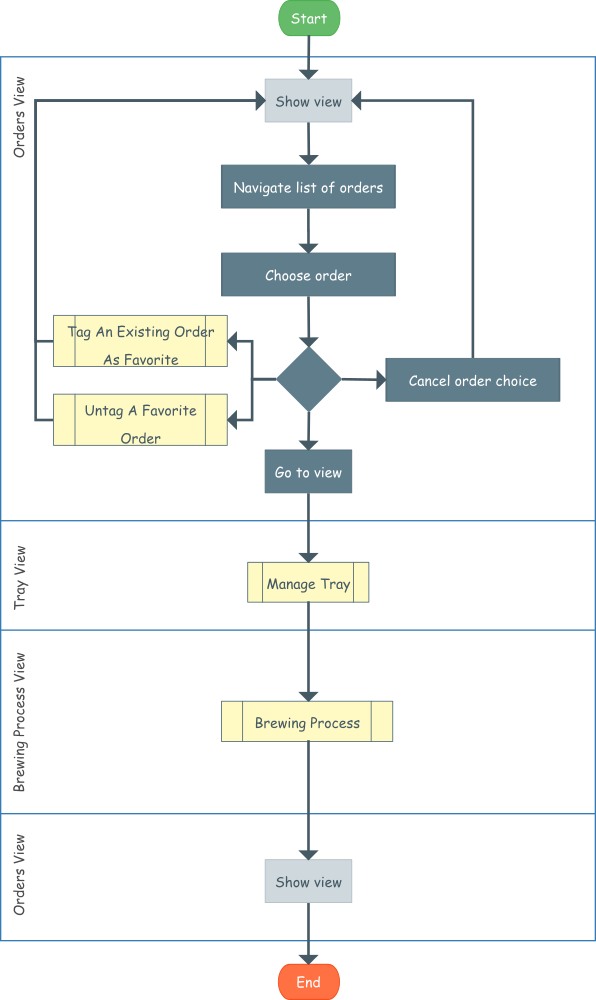 Start
Orders View
Show view
Navigate list of orders
Choose order
Tag An Existing Order
As Favorite
Cancel order choice
Untag A Favorite
Order
Go to view
Tray View
Manage Tray
Brewing Process View
Brewing Process
Orders View
Show view
End